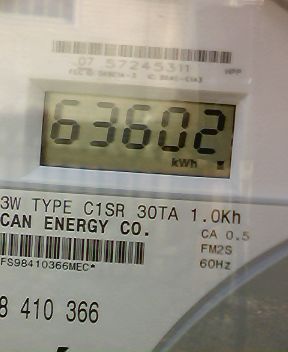 07 57245311
HPP
63602
kWh
3W TYPE C1SR 30TA 1.0Kh
CAN ENERGY CO.
CA 0.5
FM2S
60Hz
FS98410366MEC*
8 410 366